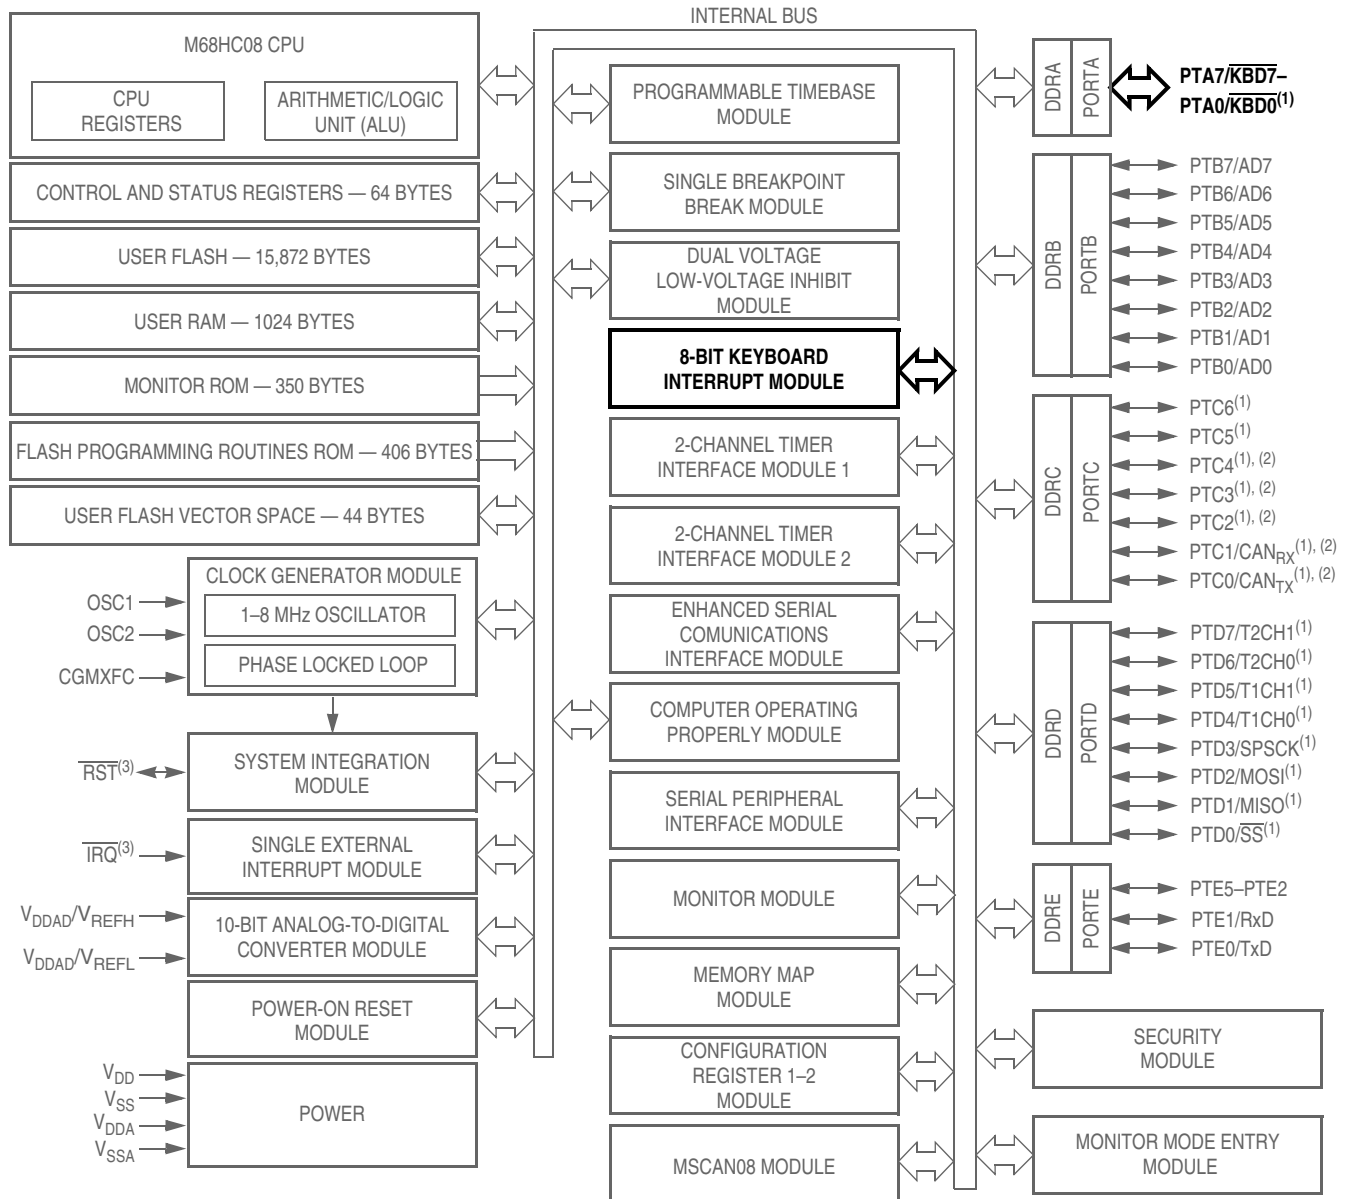 INTERNAL BUS
M68HC08 CPU
CPU
REGISTERS
ARITHMETIC/LOGIC
UNIT (ALU)
CONTROL AND STATUS REGISTERS — 64 BYTES
USER FLASH — 15,872 BYTES
USER RAM — 1024 BYTES
MONITOR ROM — 350 BYTES
FLASH PROGRAMMING ROUTINES ROM — 406 BYTES
USER FLASH VECTOR SPACE — 44 BYTES
CLOCK GENERATOR MODULE
1–8 MHz OSCILLATOR
PHASE LOCKED LOOP
OSC1
OSC2
CGMXFC
SYSTEM INTEGRATION
MODULE
RST(3)
SINGLE EXTERNAL
INTERRUPT MODULE
IRQ(3)
10-BIT ANALOG-TO-DIGITAL
CONVERTER MODULE
VDDAD/VREFH
VDDAD/VREFL
POWER-ON RESET
MODULE
POWER
VDD
VSS
VDDA
VSSA
PROGRAMMABLE TIMEBASE
MODULE
SINGLE BREAKPOINT
BREAK MODULE
DUAL VOLTAGE
LOW-VOLTAGE INHIBIT
MODULE
8-BIT KEYBOARD
INTERRUPT MODULE
2-CHANNEL TIMER
INTERFACE MODULE 1
2-CHANNEL TIMER
INTERFACE MODULE 2
ENHANCED SERIAL
COMUNICATIONS
INTERFACE MODULE
COMPUTER OPERATING
PROPERLY MODULE
SERIAL PERIPHERAL
INTERFACE MODULE
MONITOR MODULE
MEMORY MAP
MODULE
CONFIGURATION
REGISTER 1–2
MODULE
MSCAN08 MODULE
DDRA
PORTA
PTA7/KBD7–
PTA0/KBD0(1)
DDRB
PORTB
PTB7/AD7
PTB6/AD6
PTB5/AD5
PTB4/AD4
PTB3/AD3
PTB2/AD2
PTB1/AD1
PTB0/AD0
DDRC
PORTC
PTC6(1)
PTC5(1)
PTC4(1), (2)
PTC3(1), (2)
PTC2(1), (2)
PTC1/CANRX(1), (2)
PTC0/CANTX(1), (2)
DDRD
PORTD
PTD7/T2CH1(1)
PTD6/T2CH0(1)
PTD5/T1CH1(1)
PTD4/T1CH0(1)
PTD3/SPSCK(1)
PTD2/MOSI(1)
PTD1/MISO(1)
PTD0/SS(1)
DDRE
PORTE
PTE5–PTE2
PTE1/RxD
PTE0/TxD
SECURITY
MODULE
MONITOR MODE ENTRY
MODULE